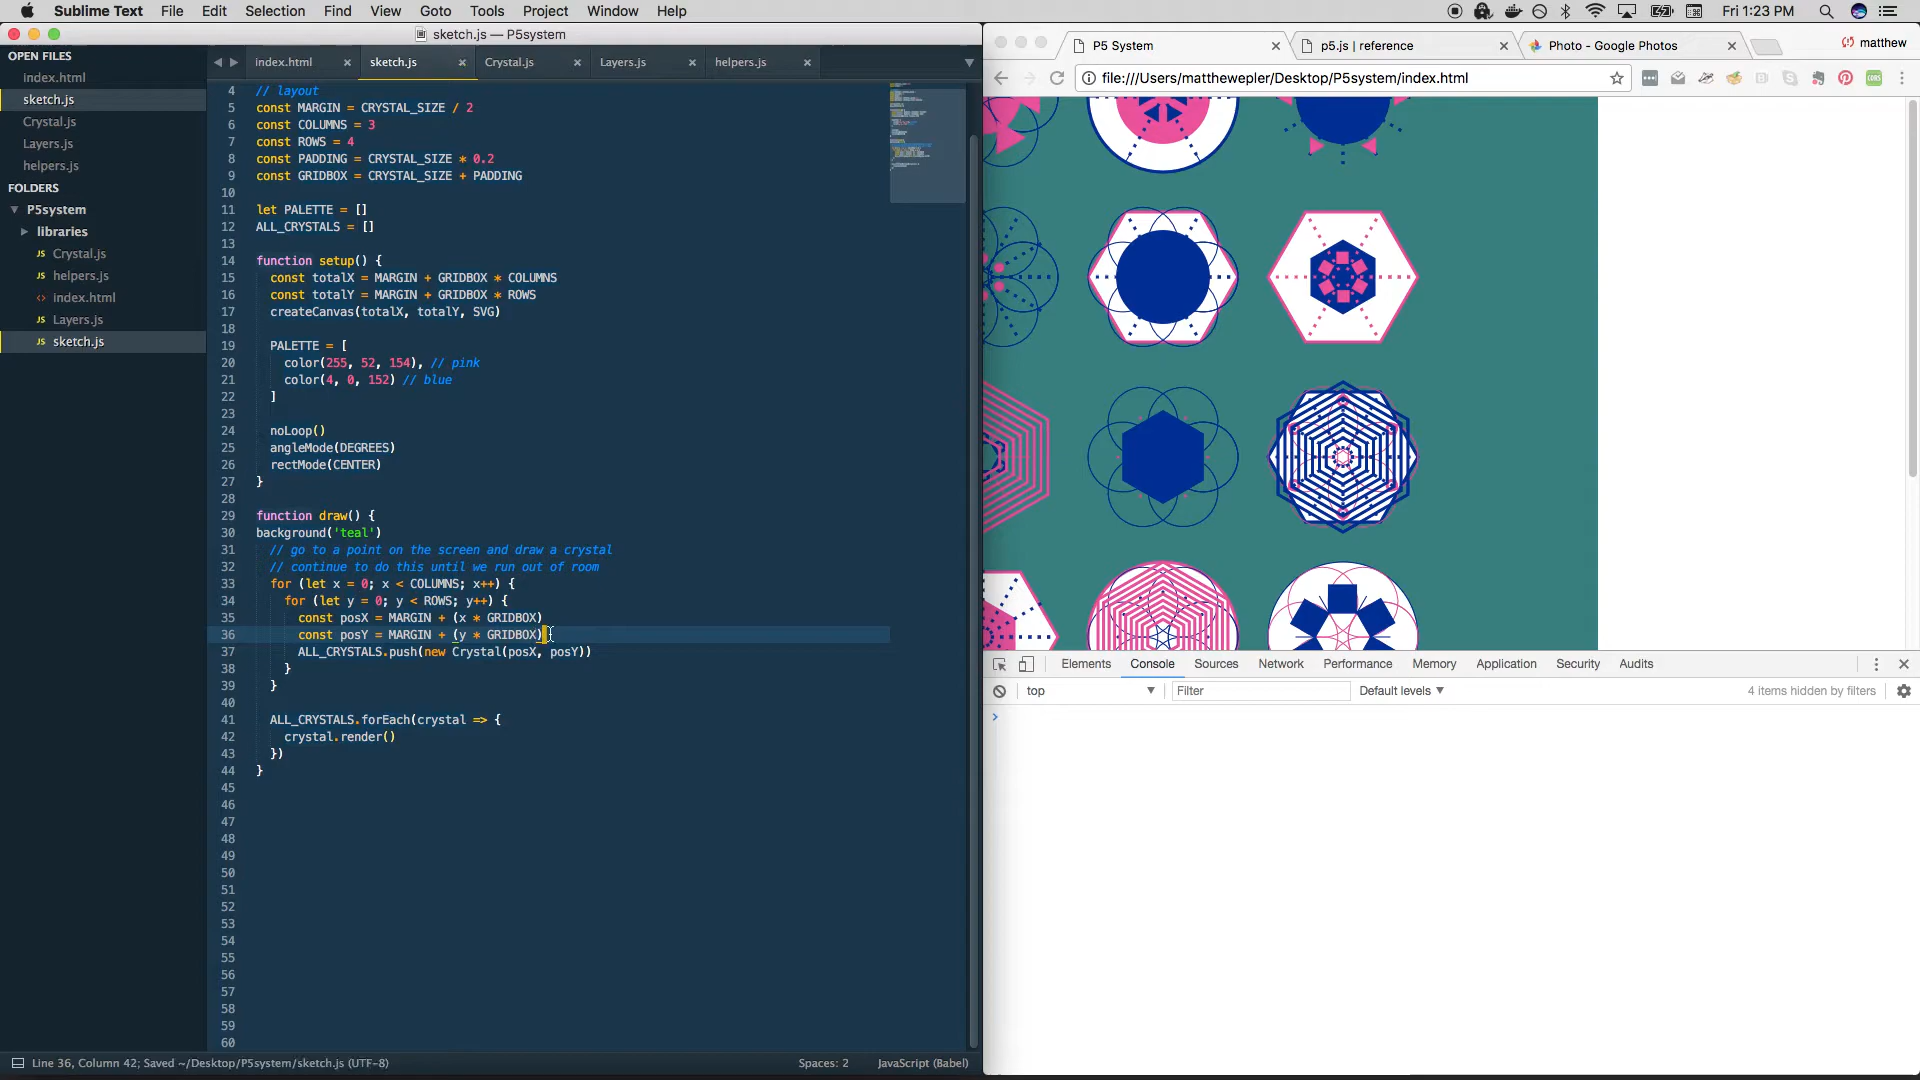 Sublime Text File Edit Selection Find View Goto Tools Project Window Help
Fri 1:23 PM
sketch.js — P5system
OPEN FILES
index.html
sketch.js
Crystal.js
Layers.js
helpers.js
FOLDERS
P5system
libraries
JS Crystal.js
JS helpers.js
<> index.html
JS Layers.js
JS sketch.js
index.html sketch.js Crystal.js Layers.js helpers.js
4 // layout
5 const MARGIN = CRYSTAL_SIZE / 2
6 const COLUMNS = 3
7 const ROWS = 4
8 const PADDING = CRYSTAL_SIZE * 0.2
9 const GRIDBOX = CRYSTAL_SIZE + PADDING
10
11 let PALETTE = []
12 ALL_CRYSTALS = []
13
14 function setup() {
15 const totalX = MARGIN + GRIDBOX * COLUMNS
16 const totalY = MARGIN + GRIDBOX * ROWS
17 createCanvas(totalX, totalY, SVG)
18
19 PALETTE = [
20 color(255, 52, 154), // pink
21 color(4, 0, 152) // blue
22 ]
23
24 noLoop()
25 angleMode(DEGREES)
26 rectMode(CENTER)
27 }
28
29 function draw() {
30 background('teal')
31 // go to a point on the screen and draw a crystal
32 // continue to do this until we run out of room
33 for (let x = 0; x < COLUMNS; x++) {
34 for (let y = 0; y < ROWS; y++) {
35 const posX = MARGIN + (x * GRIDBOX)
36 const posY = MARGIN + (y * GRIDBOX)
37 ALL_CRYSTALS.push(new Crystal(posX, posY))
38 }
39 }
40
41 ALL_CRYSTALS.forEach(crystal => {
42 crystal.render()
43 })
44 }
45
46
47
48
49
50
51
52
53
54
55
56
57
58
59
60
Line 36, Column 42; Saved ~/Desktop/P5system/sketch.js (UTF-8)
Spaces: 2
JavaScript (Babel)
P5 System
p5.js | reference
Photo - Google Photos
matthew
file:///Users/matthewepler/Desktop/P5system/index.html
Elements Console Sources Network Performance Memory Application Security Audits
top
Filter
Default levels
4 items hidden by filters